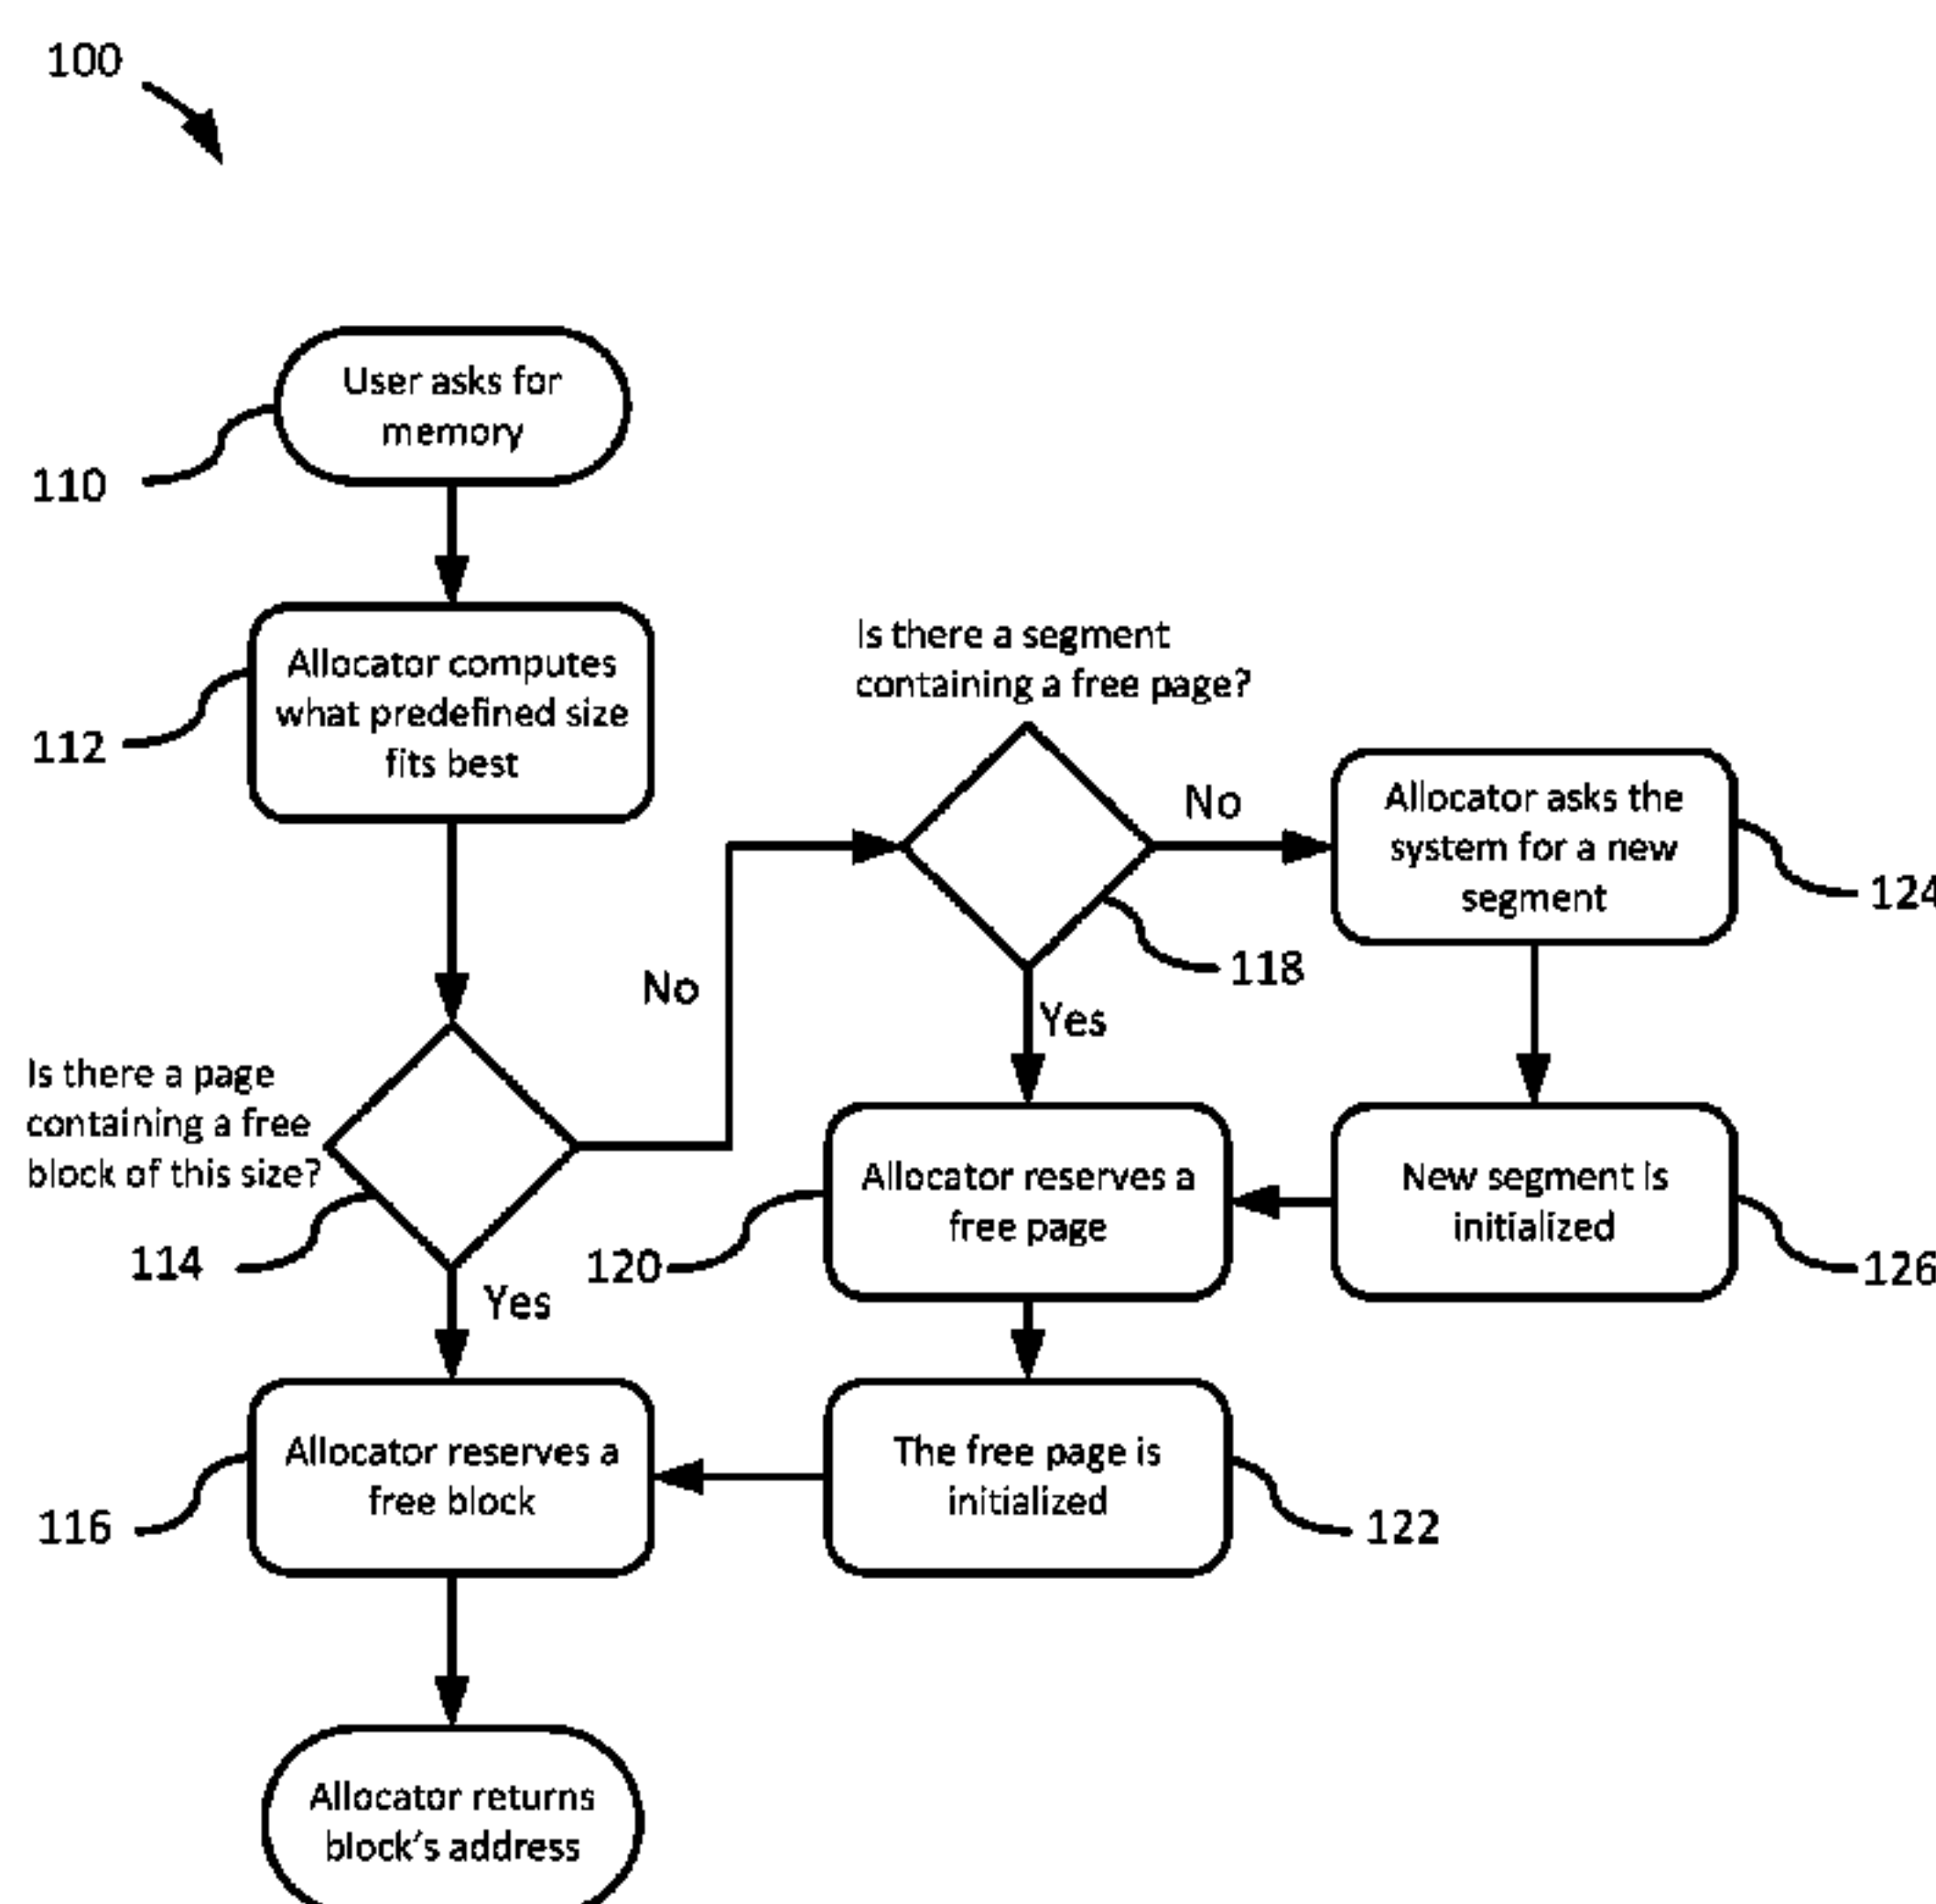 100
User asks for
memory
110
Allocator computes
what predefined size
fits best
112
Is there a page
containing a free
block of this size?
114
No
Yes
Is there a segment
containing a free page?
No
118
Yes
Allocator asks the
system for a new
segment
124
New segment is
initialized
126
Allocator reserves a
free page
120
The free page is
initialized
122
Allocator reserves a
free block
116
Allocator returns
block's address